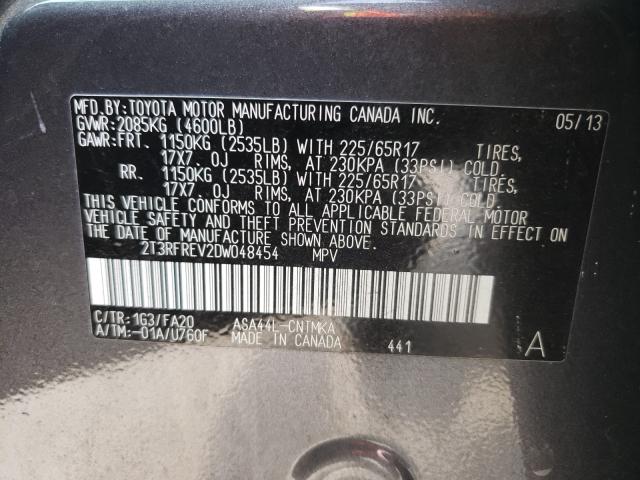 MFD.BY:TOYOTA MOTOR MANUFACTURING CANADA INC. 05/13
GVWR:2085KG (4600LB)
GAWR:FRT. 1150KG (2535LB) WITH 225/65R17 TIRES,
17X7.0J RIMS, AT 230KPA (33PSI) COLD.
RR. 1150KG (2535LB) WITH 225/65R17 TIRES,
17X7.0J RIMS, AT 230KPA (33PSI) COLD
THIS VEHICLE CONFORMS TO ALL APPLICABLE FEDERAL MOTOR
VEHICLE SAFETY AND THEFT PREVENTION STANDARDS IN EFFECT ON
THE DATE OF MANUFACTURE SHOWN ABOVE.
2T3RFREV2DW048454 MPV
C/TR:1G3/FA20 ASA44L-CNTMKA
A/TM:-01A/U760F MADE IN CANADA 441 A